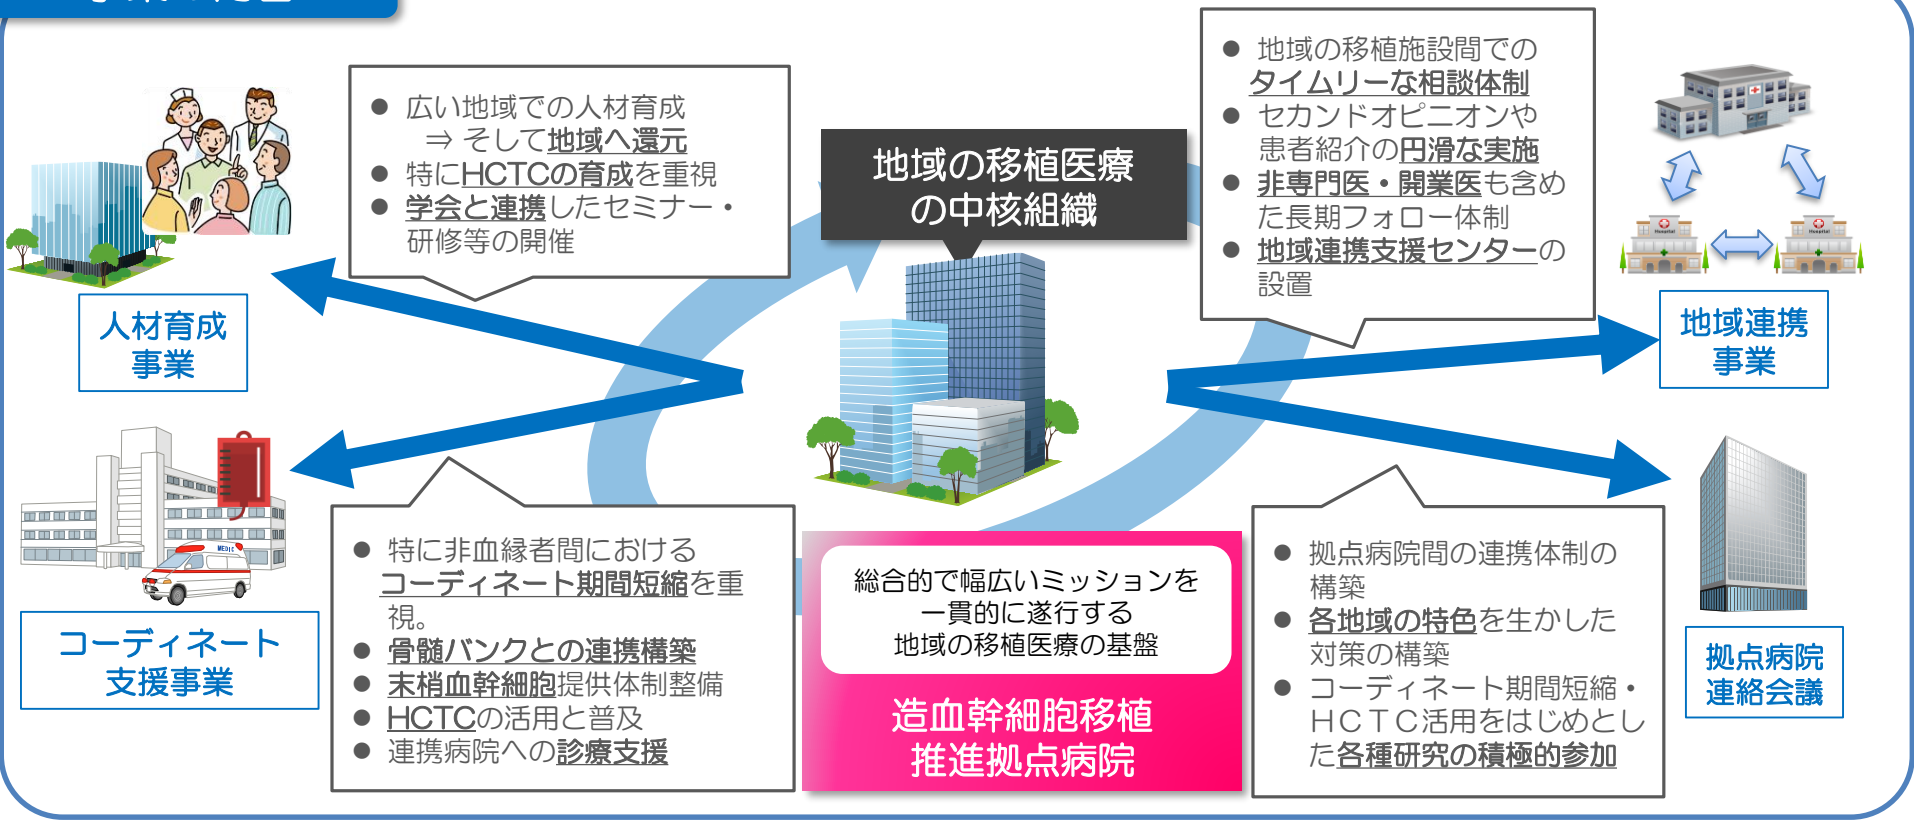 ● 広い地域での人材育成
⇒ そして地域へ還元
● 特にHCTCの育成を重視
● 学会と連携したセミナー・
研修等の開催
人材育成
事業
地域の移植医療
の中核組織
● 地域の移植施設間での
タイムリーな相談体制
● セカンドオピニオンや
患者紹介の円滑な実施
● 非専門医・開業医も含め
た長期フォロー体制
● 地域連携支援センターの
設置
Hospital
Hospital
地域連携
事業
MEDIC
コーディネート
支援事業
● 特に非血縁者間における
コーディネート期間短縮を重
視。
● 骨髄バンクとの連携構築
● 末梢血幹細胞提供体制整備
● HCTCの活用と普及
● 連携病院への診療支援
総合的で幅広いミッションを
一貫的に遂行する
地域の移植医療の基盤
造血幹細胞移植
推進拠点病院
● 拠点病院間の連携体制の
構築
● 各地域の特色を生かした
対策の構築
● コーディネート期間短縮・
ＨＣＴＣ活用をはじめとし
た各種研究の積極的参加
拠点病院
連絡会議